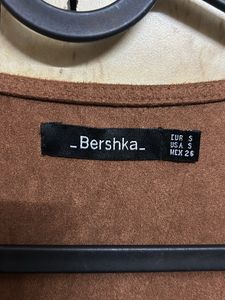 _Bershka_
EUR S
USA S
MEX 26